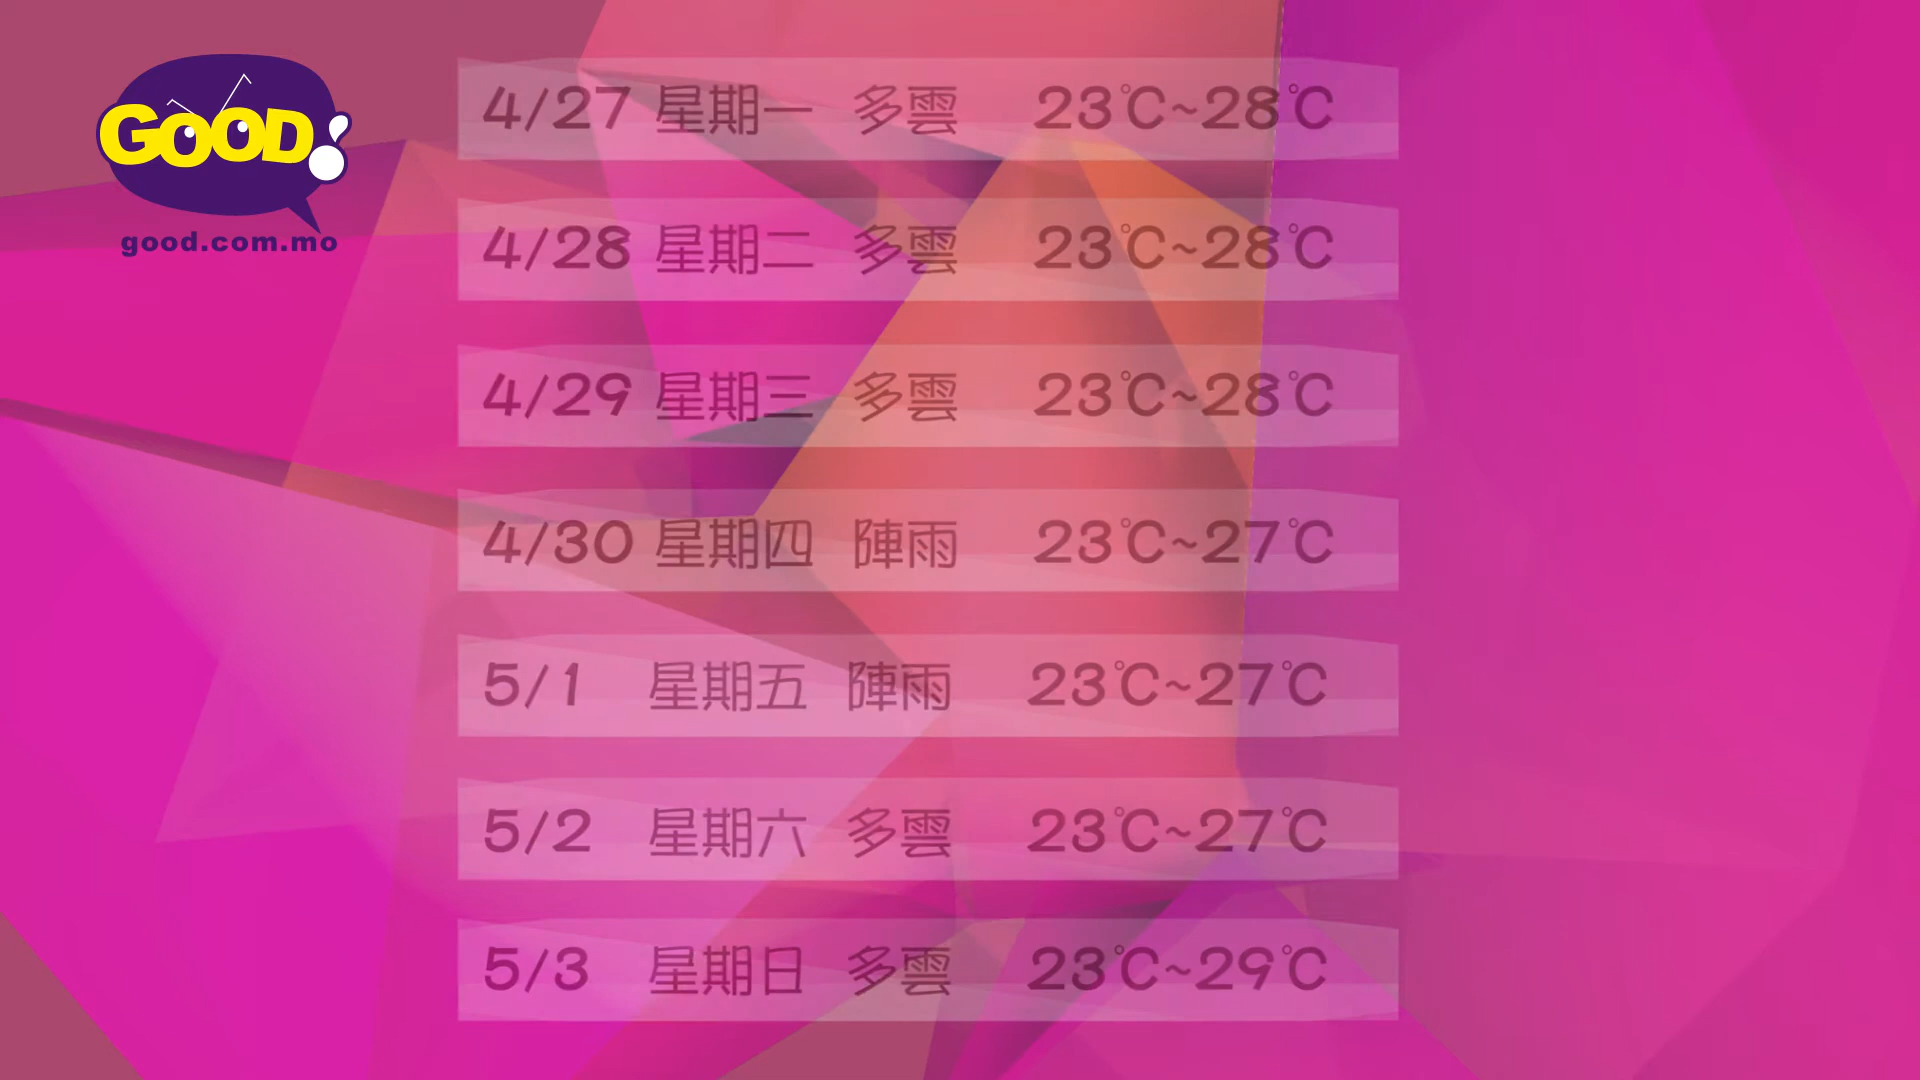 GOOD!
good.com.mo
4/27 星期一 多雲 23℃~28℃
4/28 星期二 多雲 23℃~28℃
4/29 星期三 多雲 23℃~28℃
4/30 星期四 陣雨 23℃~27℃
5/1 星期五 陣雨 23℃~27℃
5/2 星期六 多雲 23℃~27℃
5/3 星期日 多雲 23℃~29℃